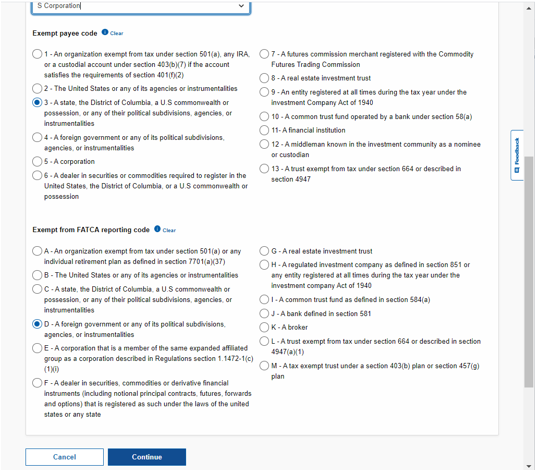 S Corporation
Exempt payee code
Clear
1 - An organization exempt from tax under section 501(a), any IRA,
or a custodial account under section 403(b)(7) if the account
satisfies the requirements of section 401(f)(2)
2 - The United States or any of its agencies or instrumentalities
3 - A state, the District of Columbia, a U.S commonwealth or
possession, or any of their political subdivisions, agencies, or
instrumentalities
4 - A foreign government or any of its political subdivisions,
agencies, or instrumentalities
5 - A corporation
6 - A dealer in securities or commodities required to register in the
United States, the District of Columbia, or a U.S commonwealth or
possession
7 - A futures commission merchant registered with the Commodity
Futures Trading Commission
8 - A real estate investment trust
9 - An entity registered at all times during the tax year under the
investment Company Act of 1940
10 - A common trust fund operated by a bank under section 58(a)
11- A financial institution
12 - A middleman known in the investment community as a nominee
or custodian
13 - A trust exempt from tax under section 664 or described in
section 4947
Feedback
Exempt from FATCA reporting code
Clear
A - An organization exempt from tax under section 501(a) or any
individual retirement plan as defined in section 7701(a)(37)
B - The United States or any of its agencies or instrumentalities
C - A state, the District of Columbia, a U.S commonwealth or
possession, or any of their political subdivisions, agencies, or
instrumentalities
D - A foreign government or any of its political subdivisions,
agencies, or instrumentalities
E - A corporation that is a member of the same expanded affiliated
group as a corporation described in Regulations section 1.1472-1(c)
(1)(i)
F - A dealer in securities, commodities or derivative financial
instruments (including notional principal contracts, futures, forwards
and options) that is registered as such under the laws of the united
states or any state
G - A real estate investment trust
H - A regulated investment company as defined in section 851 or
any entity registered at all times during the tax year under the
investment Company Act of 1940
I - A common trust fund as defined in section 584(a)
J - A bank defined in section 581
K - A broker
L - A trust exempt from tax under section 664 or described in section
4947(a)(1)
M - A tax exempt trust under a section 403(b) plan or section 457(g)
plan
Cancel
Continue